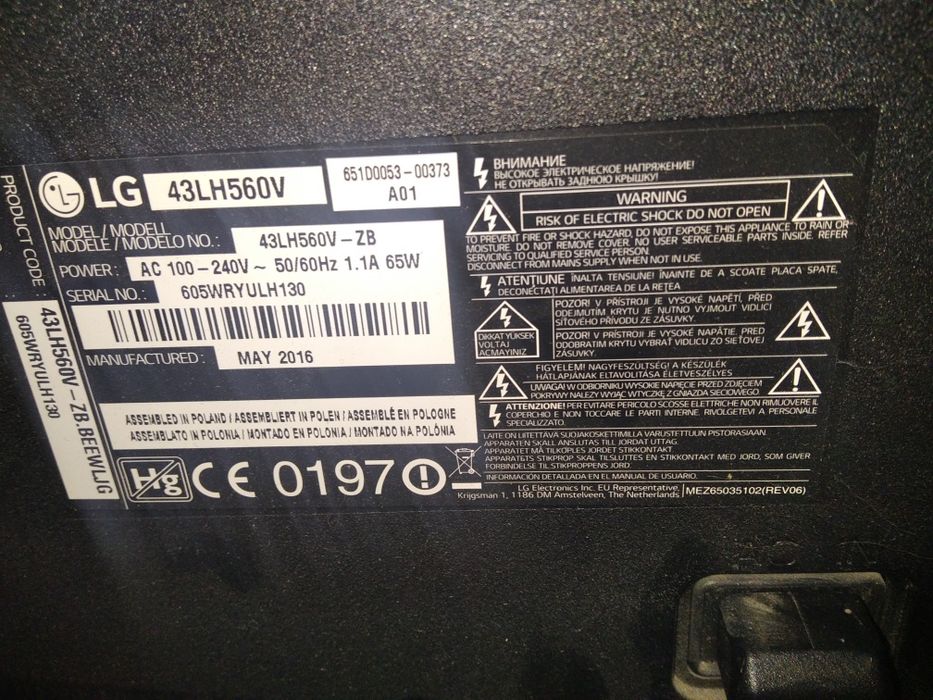 PRODUCT CODE :
43LH560V-ZB.BEEWLJG
605WRYULH130
LG 43LH560V
651D0053-00373
A01
MODEL / MODELL
MODÈLE / MODELO NO.: 43LH560V-ZB
POWER : AC 100-240V ~ 50/60Hz 1.1A 65W
SERIAL NO.: 605WRYULH130
MANUFACTURED : MAY 2016
ASSEMBLED IN POLAND / ASSEMBLIERT IN POLEN / ASSEMBLÉ EN POLOGNE
ASSEMBLATO IN POLONIA / MONTADO EN POLONIA / MONTADO NA POLÓNIA
Hg CE 0197
ВНИМАНИЕ
ВЫСОКОЕ ЭЛЕКТРИЧЕСКОЕ НАПРЯЖЕНИЕ!
НЕ ОТКРЫВАТЬ ЗАДНЮЮ КРЫШКУ!
WARNING
RISK OF ELECTRIC SHOCK DO NOT OPEN
TO PREVENT FIRE OR SHOCK HAZARD, DO NOT EXPOSE THIS APPLIANCE TO RAIN OR
MOISTURE. DO NOT REMOVE COVER. NO USER SERVICEABLE PARTS INSIDE. REFER
SERVICING TO QUALIFIED SERVICE PERSON.
DISCONNECT FROM MAINS SUPPLY WHEN NOT IN USE.
ATENȚIUNE ÎNALTA TENSIUNE! ÎNAINTE DE A SCOATE PLACA SPATE,
DECONECTAȚI ALIMENTAREA DE LA REȚEA
DIKKAT YÜKSEK
VOLTAJ
AÇMAYINIZ
POZOR! V PŘÍSTROJI JE VYSOKÉ NAPĚTÍ, PŘED
ODEJMUTÍM KRYTU JE NUTNO VYJMOUT VIDLICI
SÍŤOVÉHO PŘÍVODU ZE ZÁSUVKY.
POZOR! V PRÍSTROJI JE VYSOKÉ NAPÄTIE. PRED
ODOBRATIM KRYTU VYBRAŤ VIDLICU ZO SIEŤOVEJ
ZÁSUVKY.
FIGYELEM! NAGYFESZÜLTSÉG! A KÉSZÜLÉK
HÁTLAPJÁNAK ELTAVOLÍTÁSA ÉLETVESZÉLYES
UWAGA! W ODBIORNIKU WYSOKIE NAPIĘCIE PRZED ZDJĘCIEM
POKRYWY NALEŻY WYJĄĆ WTYCZKĘ Z GNIAZDA SIECIOWEGO
ATTENZIONE! PER EVITARE PERICOLO SCOSSE ELETTRICHE NON RIMUOVERE IL
COPERCHIO E NON TOCCARE LE PARTI INTERNE. RIVOLGETEVI A PERSONALE
SPECIALIZZATO.
LAITE ON LIITETTÄVÄ SUOJAKOSKETTIMILLA VARUSTETTUUN PISTORASIAAN.
APPARATEN SKALL ANSLUTAS TILL JORDAT UTTAG.
APPARATET MÅ TILKOPLES JORDET STIKKONTAKT
APPARATETS STIKPROP SKAL TILSLUTTES EN STIKKONTAKT MED JORD, SOM GIVER
FORBINDELSE TIL STIKPROPPENS JORD.
INFORMACIÓN DETALLADA EN EL MANUAL DE USUARIO.
LG Electronics Inc. EU Representative,
Krijgsman 1, 1186 DM Amstelveen, The Netherlands
MEZ65035102(REV06)